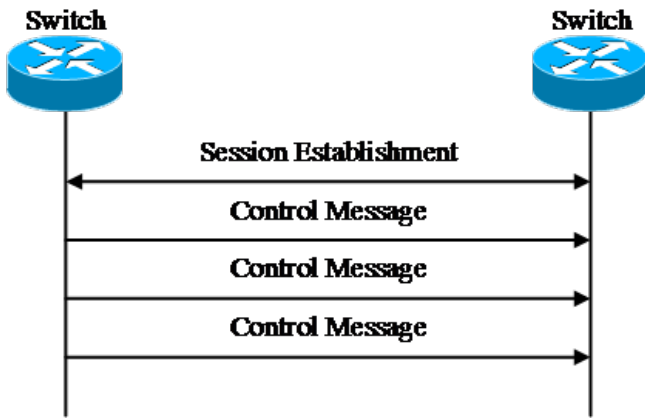 Switch
Switch
Session Establishment
Control Message
Control Message
Control Message